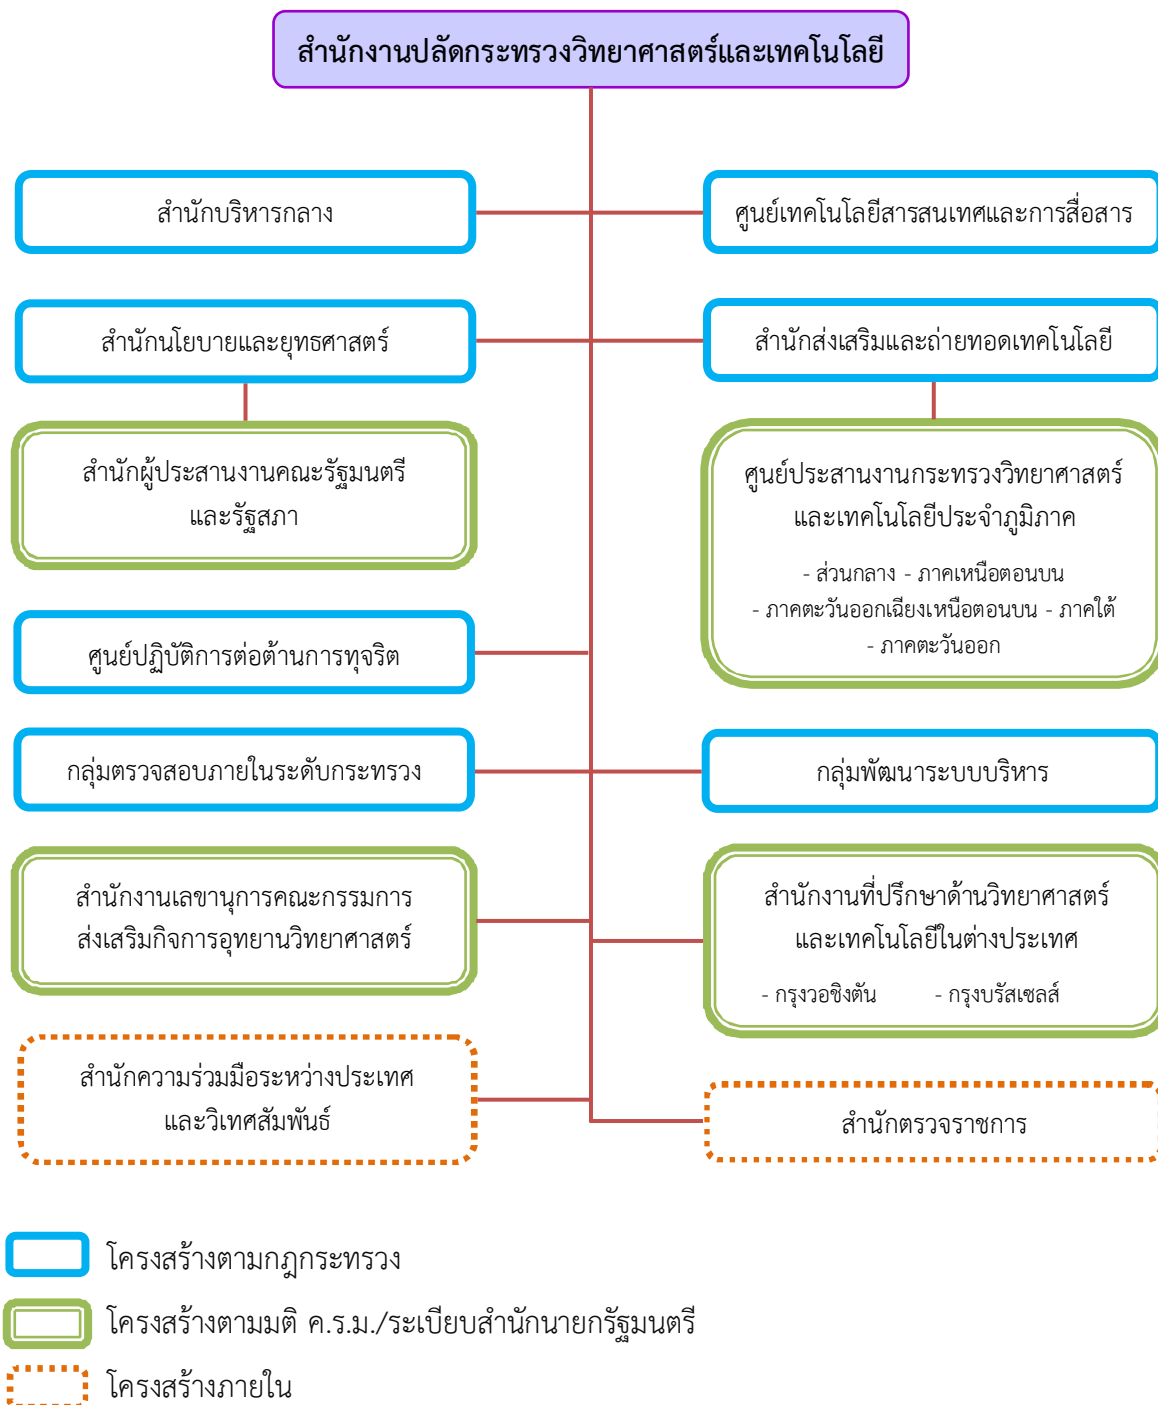 สำนักงานปลัดกระทรวงวิทยาศาสตร์และเทคโนโลยี
สำนักบริหารกลาง
ศูนย์เทคโนโลยีสารสนเทศและการสื่อสาร
สำนักนโยบายและยุทธศาสตร์
สำนักส่งเสริมและถ่ายทอดเทคโนโลยี
สำนักผู้ประสานงานคณะรัฐมนตรี
และรัฐสภา
ศูนย์ประสานงานกระทรวงวิทยาศาสตร์
และเทคโนโลยีประจำภูมิภาค
- ส่วนกลาง - ภาคเหนือตอนบน
- ภาคตะวันออกเฉียงเหนือตอนบน - ภาคใต้
- ภาคตะวันออก
ศูนย์ปฏิบัติการต่อต้านการทุจริต
กลุ่มตรวจสอบภายในระดับกระทรวง
กลุ่มพัฒนาระบบบริหาร
สำนักงานเลขานุการคณะกรรมการ
ส่งเสริมกิจการอุทยานวิทยาศาสตร์
สำนักงานที่ปรึกษาด้านวิทยาศาสตร์
และเทคโนโลยีในต่างประเทศ
- กรุงวอชิงตัน - กรุงบรัสเซลส์
สำนักความร่วมมือระหว่างประเทศ
และวิเทศสัมพันธ์
สำนักตรวจราชการ
โครงสร้างตามกฎกระทรวง
โครงสร้างตามมติ ค.ร.ม./ระเบียบสำนักนายกรัฐมนตรี
โครงสร้างภายใน